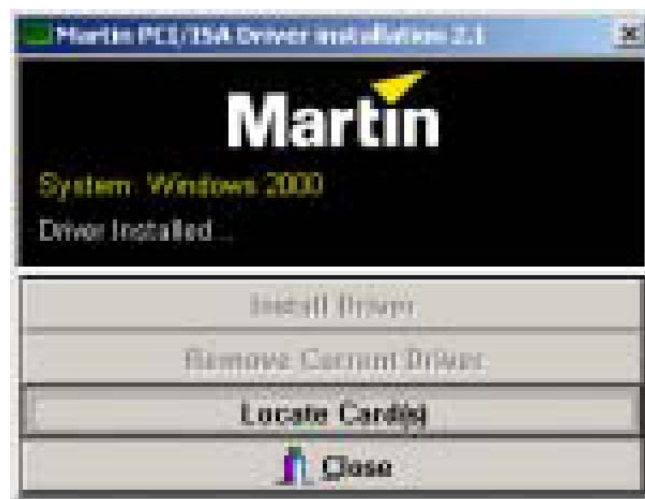 Martin PCI/ISA Driver installation 2.1
Martin
System: Windows 2000
Driver Installed...
Install Driver
Remove Current Driver
Locate Card(s)
Close